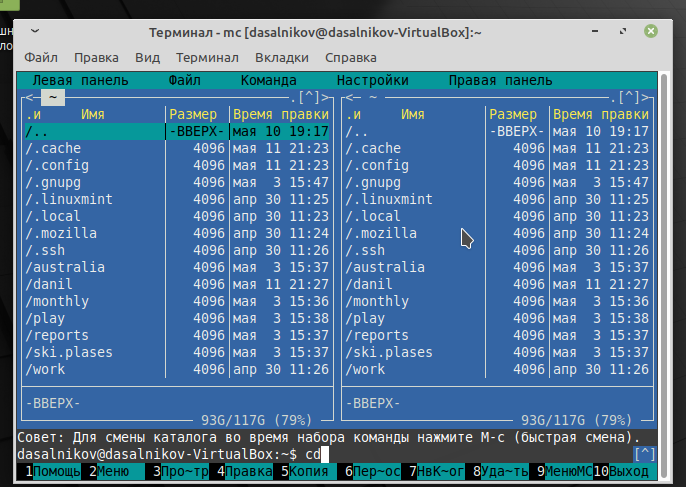 шн
ло
Терминал - mc [dasalnikov@dasalnikov-VirtualBox]:~
Файл Правка Вид Терминал Вкладки Справка
Левая панель Файл Команда Настройки Правая панель
<─ ~ ─ .[^]> <─ ~ ─ .[^]>
.и Имя Размер Время правки .и Имя Размер Время правки
/.. -ВВЕРХ- мая 10 19:17 /.. -ВВЕРХ- мая 10 19:17
/.cache 4096 мая 11 21:23 /.cache 4096 мая 11 21:23
/.config 4096 мая 11 21:23 /.config 4096 мая 11 21:23
/.gnupg 4096 мая 3 15:47 /.gnupg 4096 мая 3 15:47
/.linuxmint 4096 апр 30 11:25 /.linuxmint 4096 апр 30 11:25
/.local 4096 апр 30 11:23 /.local 4096 апр 30 11:23
/.mozilla 4096 апр 30 11:24 /.mozilla 4096 апр 30 11:24
/.ssh 4096 апр 30 11:26 /.ssh 4096 апр 30 11:26
/australia 4096 мая 3 15:37 /australia 4096 мая 3 15:37
/danil 4096 мая 11 21:27 /danil 4096 мая 11 21:27
/monthly 4096 мая 3 15:36 /monthly 4096 мая 3 15:36
/play 4096 мая 3 15:38 /play 4096 мая 3 15:38
/reports 4096 мая 3 15:37 /reports 4096 мая 3 15:37
/ski.plases 4096 мая 3 15:37 /ski.plases 4096 мая 3 15:37
/work 4096 апр 30 11:26 /work 4096 апр 30 11:26
-ВВЕРХ- -ВВЕРХ-
93G/117G (79%) 93G/117G (79%)
Совет: Для смены каталога во время набора команды нажмите M-c (быстрая смена).
dasalnikov@dasalnikov-VirtualBox:~$ cd [^]
1Помощь 2Меню 3Про~тр 4Правка 5Копия 6Пер~ос 7НвК~ог 8Уда~ть 9МенюMC 10Выход